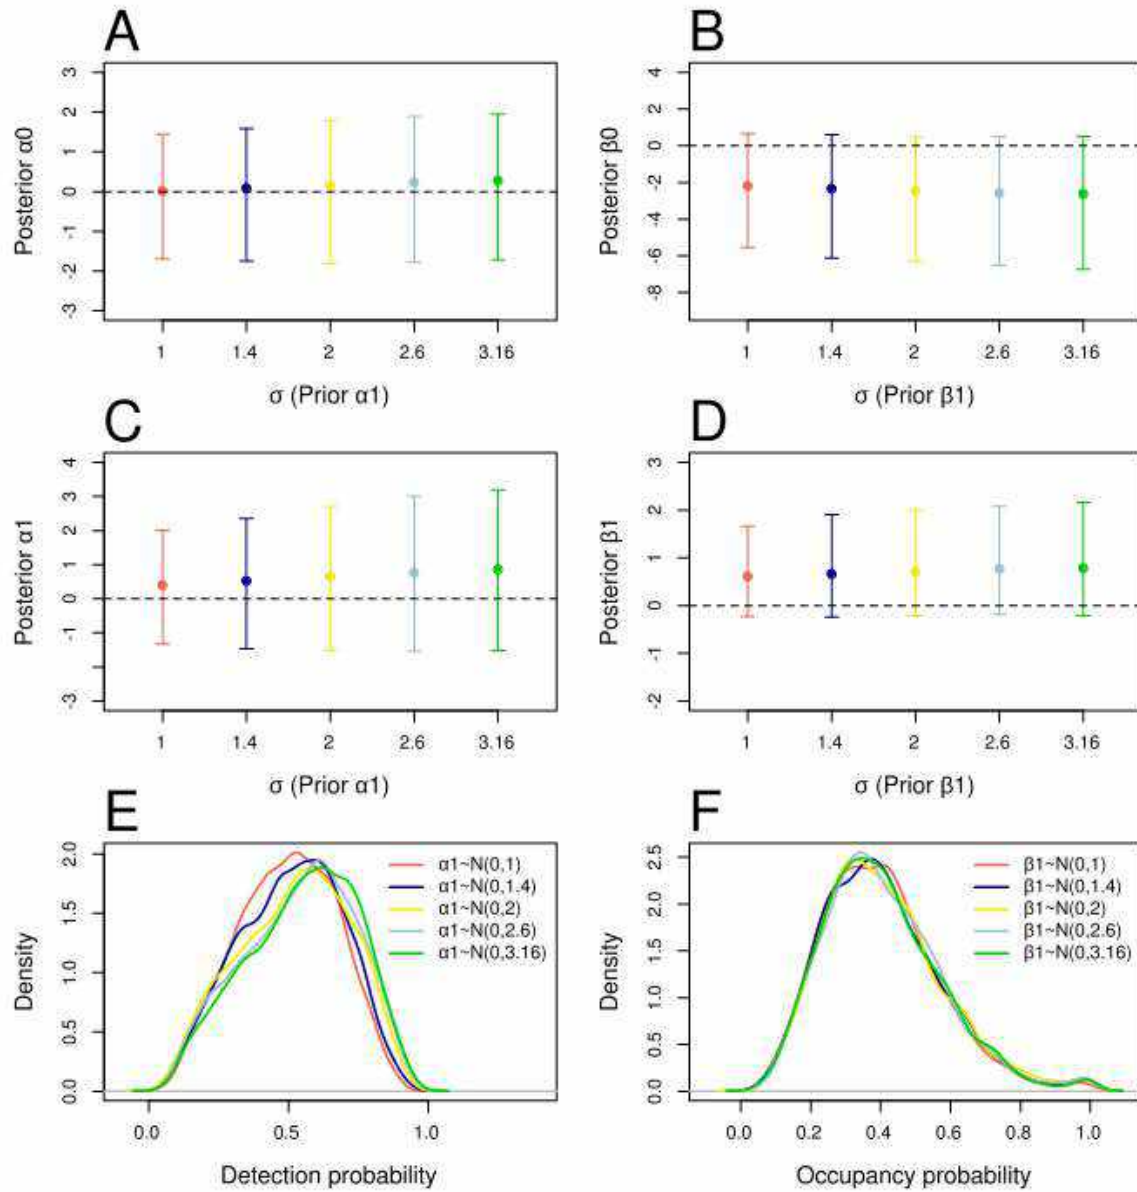 A
Posterior α0
3
2
1
0
-1
-2
-3
1 1.4 2 2.6 3.16
σ (Prior α1)
B
Posterior β0
4
2
0
-2
-4
-6
-8
1 1.4 2 2.6 3.16
σ (Prior β1)
C
Posterior α1
4
3
2
1
0
-1
-3
1 1.4 2 2.6 3.16
σ (Prior α1)
D
Posterior β1
3
2
1
0
-1
-2
1 1.4 2 2.6 3.16
σ (Prior β1)
E
Density
2.0
1.5
1.0
0.5
0.0
α1~N(0,1)
α1~N(0,1.4)
α1~N(0,2)
α1~N(0,2.6)
α1~N(0,3.16)
0.0 0.5 1.0
Detection probability
F
Density
2.5
2.0
1.5
1.0
0.5
0.0
β1~N(0,1)
β1~N(0,1.4)
β1~N(0,2)
β1~N(0,2.6)
β1~N(0,3.16)
0.0 0.2 0.4 0.6 0.8 1.0
Occupancy probability